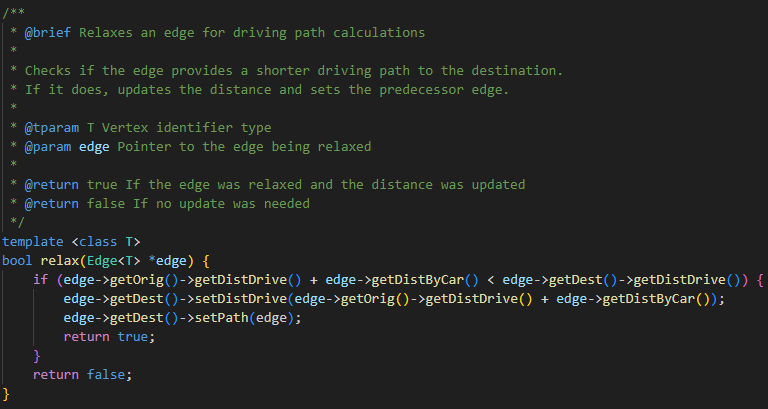 /**
 * @brief Relaxes an edge for driving path calculations
 *
 * Checks if the edge provides a shorter driving path to the destination.
 * If it does, updates the distance and sets the predecessor edge.
 *
 * @tparam T Vertex identifier type
 * @param edge Pointer to the edge being relaxed
 *
 * @return true If the edge was relaxed and the distance was updated
 * @return false If no update was needed
 */
template <class T>
bool relax(Edge<T> *edge) {
    if (edge->getOrig()->getDistDrive() + edge->getDistByCar() < edge->getDest()->getDistDrive()) {
        edge->getDest()->setDistDrive(edge->getOrig()->getDistDrive() + edge->getDistByCar());
        edge->getDest()->setPath(edge);
        return true;
    }
    return false;
}